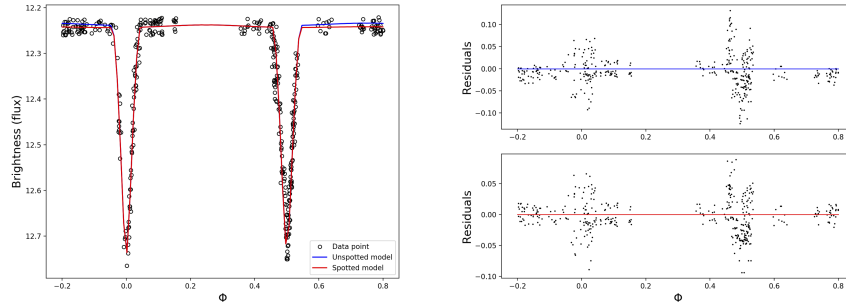 12.2
12.3
12.4
12.5
12.6
12.7
Brightness (flux)
−0.2 0.0 0.2 0.4 0.6 0.8
Φ
Data point
Unspotted model
Spotted model
0.10
0.05
0.00
−0.05
−0.10
Residuals
−0.2 0.0 0.2 0.4 0.6 0.8
0.05
0.00
−0.05
−0.10
Residuals
−0.2 0.0 0.2 0.4 0.6 0.8
Φ